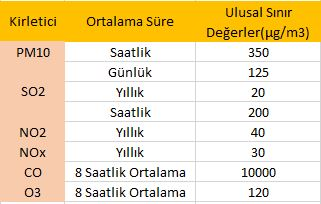 Kirletici Ortalama Süre Ulusal Sınır Değerler(µg/m3)
PM10 Saatlik 350
Günlük 125
SO2 Yıllık 20
Saatlik 200
NO2 Yıllık 40
NOx Yıllık 30
CO 8 Saatlik Ortalama 10000
O3 8 Saatlik Ortalama 120